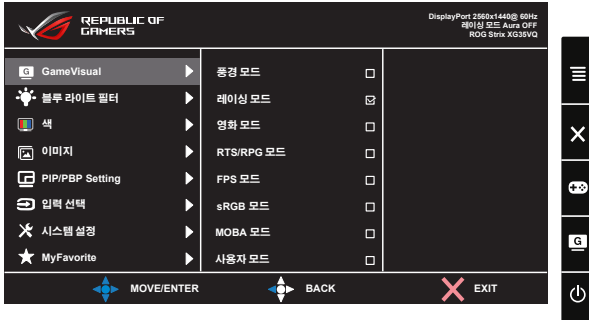 REPUBLIC OF
GAMERS
DisplayPort 2560x1440@ 60Hz
레이싱 모드 Aura OFF
ROG Strix XG35VQ
G GameVisual
블루 라이트 필터
색
이미지
PIP/PBP Setting
입력 선택
시스템 설정
MyFavorite
풍경 모드
레이싱 모드
영화 모드
RTS/RPG 모드
FPS 모드
sRGB 모드
MOBA 모드
사용자 모드
MOVE/ENTER
BACK
EXIT
G